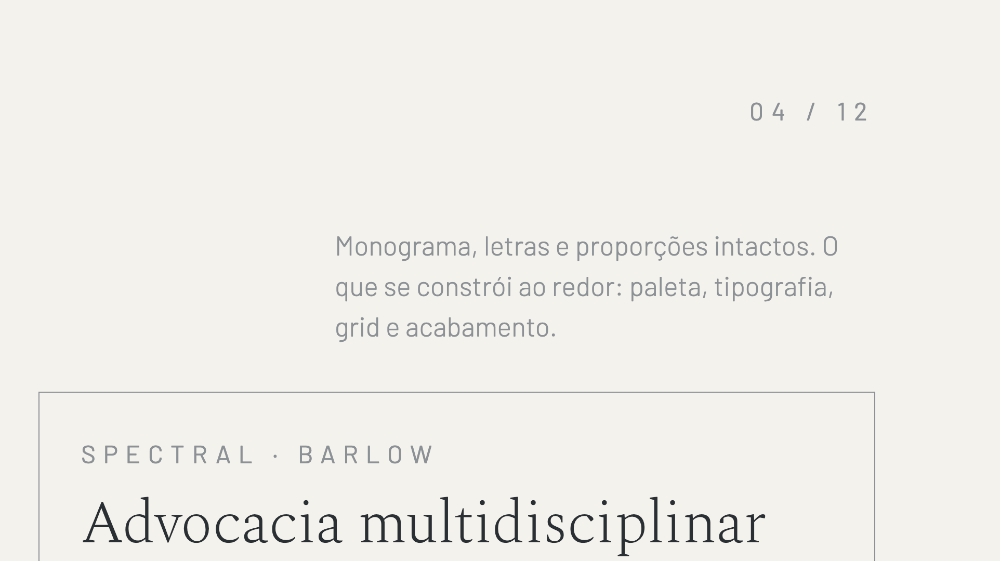 04 / 12
Monograma, letras e proporções intactos. O
que se constrói ao redor: paleta, tipografia,
grid e acabamento.
SPECTRAL · BARLOW
Advocacia multidisciplinar